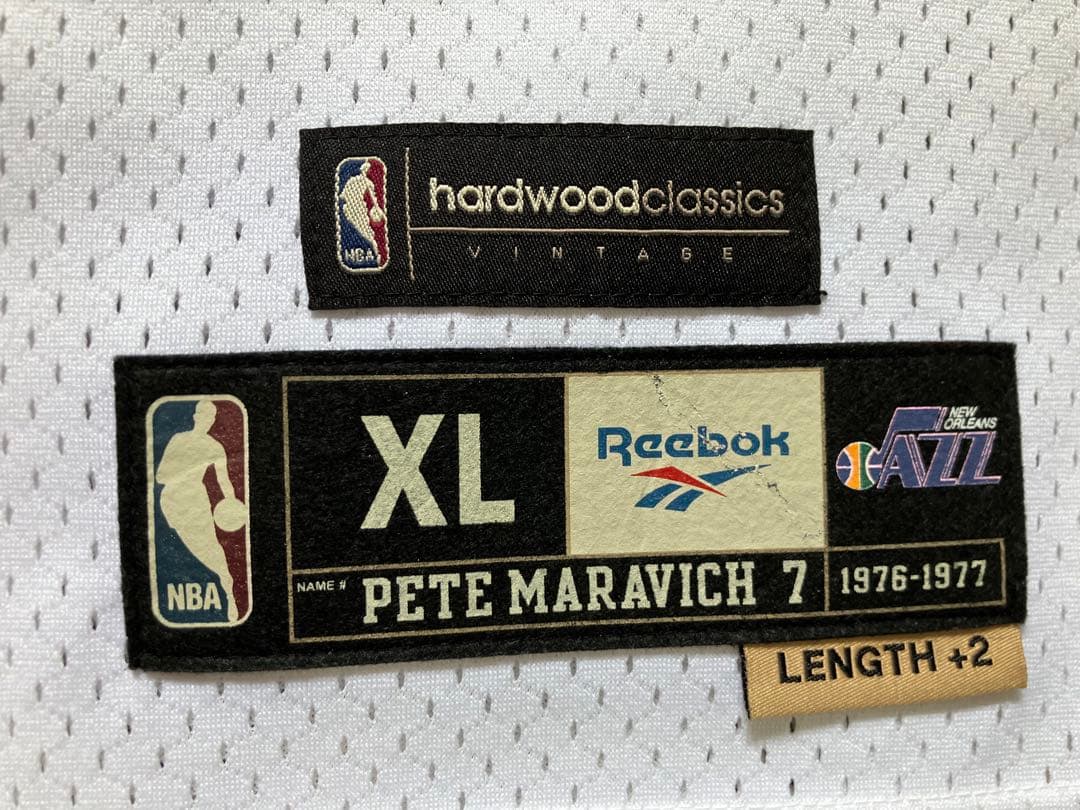 NBA
hardwoodclassics
VINTAGE
NBA
XL
Reebok
NEW
ORLEANS
JAZZ
NAME # PETE MARAVICH 7
1976-1977
LENGTH +2